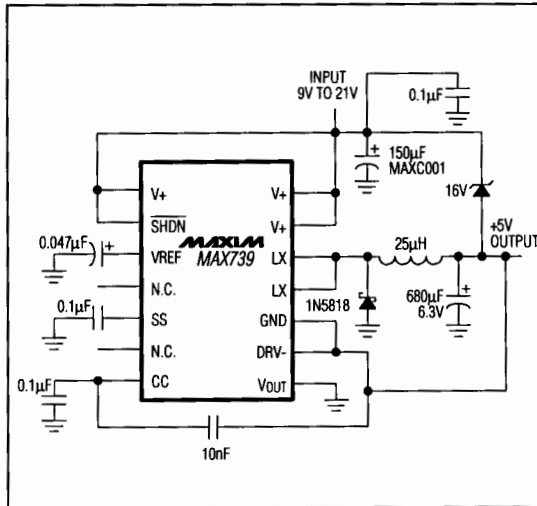 INPUT
9V TO 21V
0.1µF
150µF
MAXC001
16V
+5V
OUTPUT
V+
V+
SHDN
V+
0.047µF
+
VREF
MAXIM
MAX739
LX
25µH
N.C.
LX
1N5818
+
680µF
6.3V
0.1µF
SS
GND
N.C.
DRV-
0.1µF
CC
VOUT
10nF